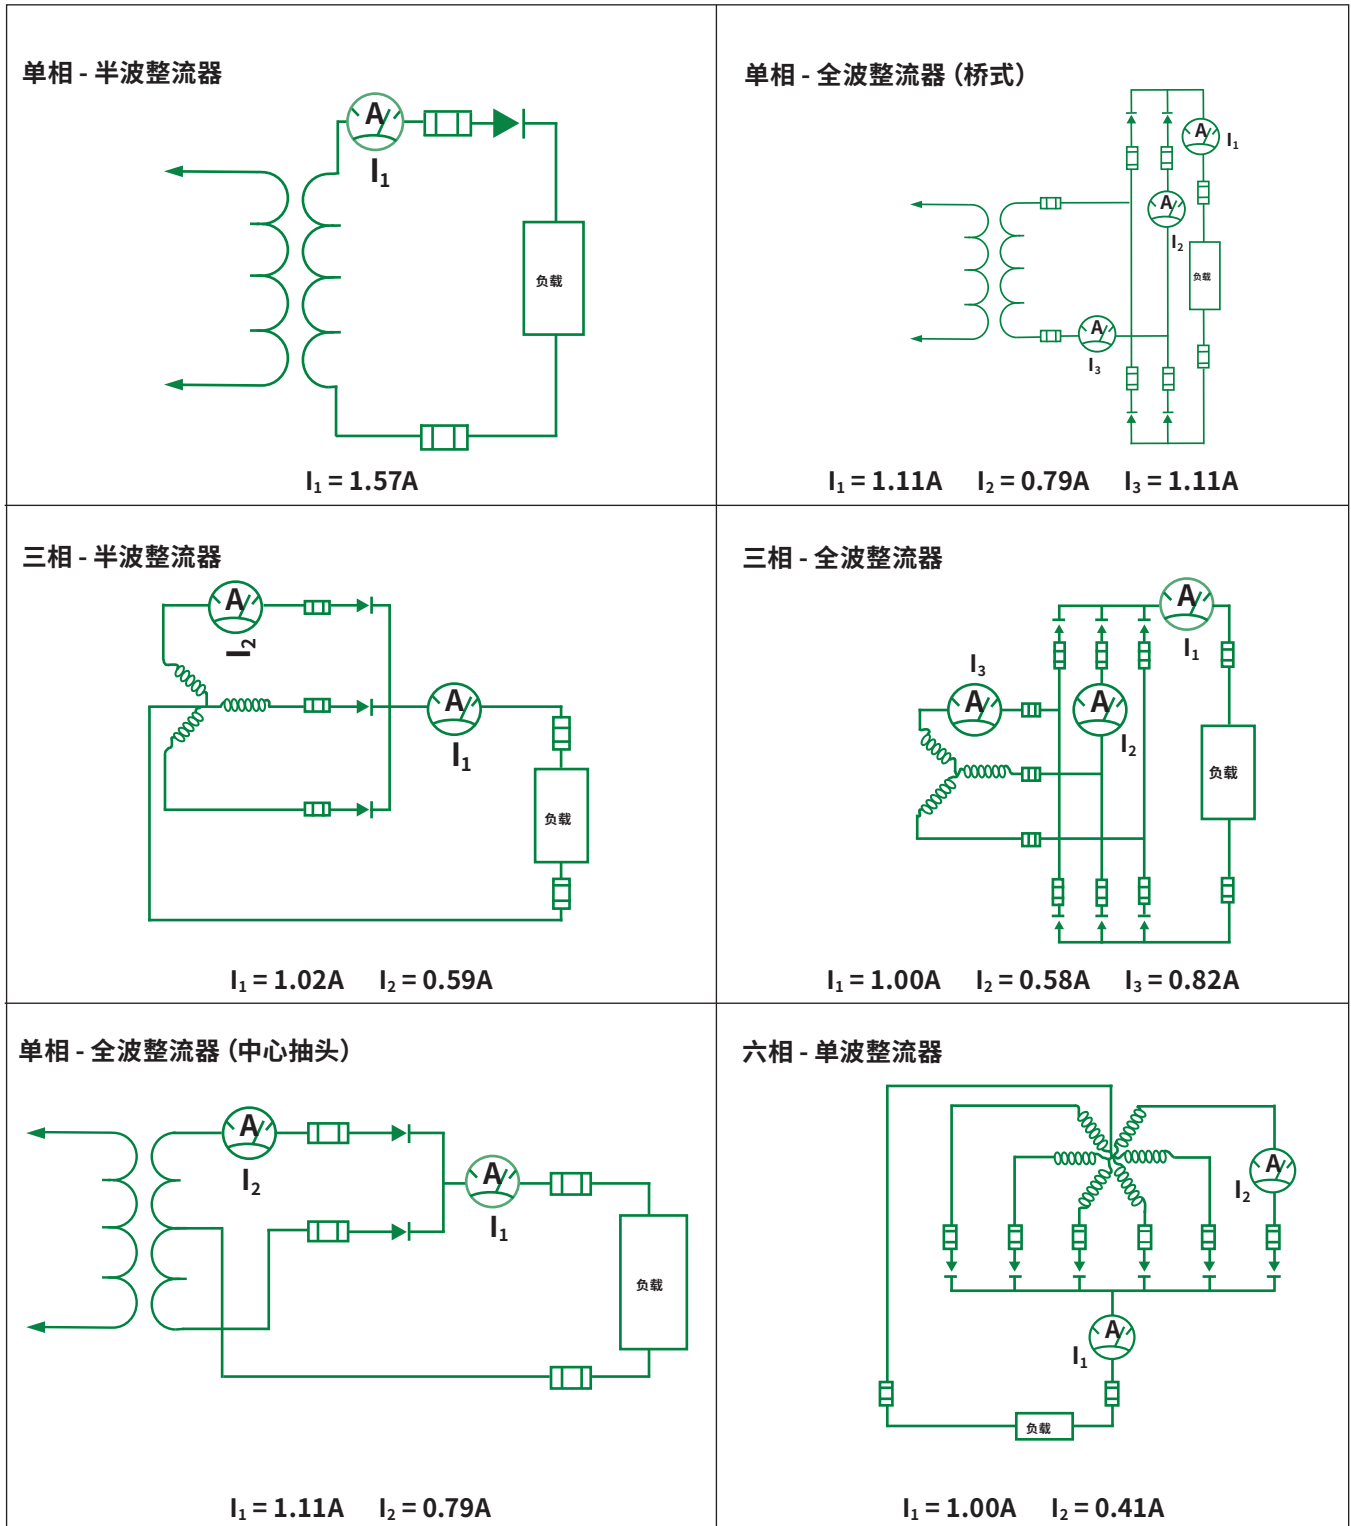 单相 - 半波整流器
A
I₁
负载
I₁ = 1.57A
单相 - 全波整流器（桥式）
A
I₁
A
I₂
负载
A
I₃
I₁ = 1.11A I₂ = 0.79A I₃ = 1.11A
三相 - 半波整流器
A
I₂
A
I₁
负载
I₁ = 1.02A I₂ = 0.59A
三相 - 全波整流器
A
I₁
I₃
A
A
I₂
负载
I₁ = 1.00A I₂ = 0.58A I₃ = 0.82A
单相 - 全波整流器（中心抽头）
A
I₂
A
I₁
负载
I₁ = 1.11A I₂ = 0.79A
六相 - 单波整流器
A
I₂
A
I₁
负载
I₁ = 1.00A I₂ = 0.41A